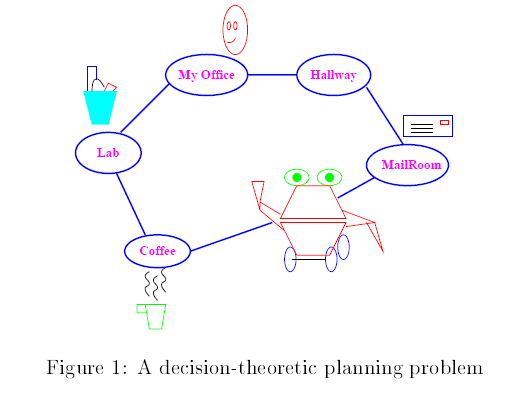 My Office
Hallway
Lab
MailRoom
Coffee
Figure 1: A decision-theoretic planning problem